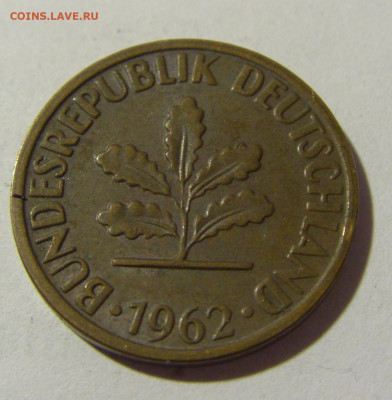 COINS.LAVE.RU
BUNDESREPUBLIK DEUTSCHLAND
· 1962 ·